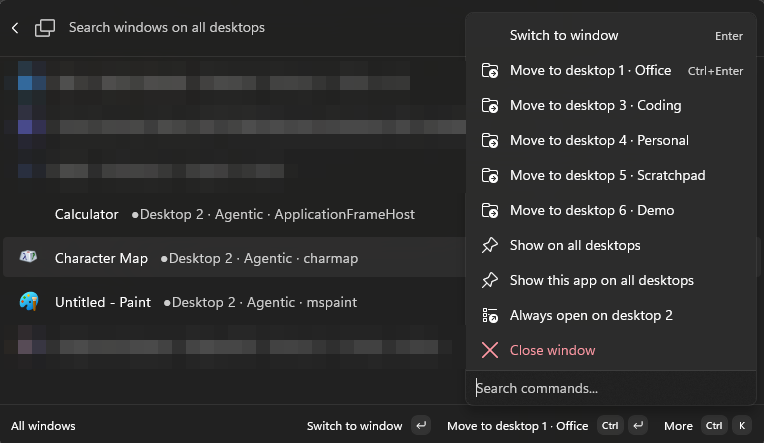 Search windows on all desktops
Calculator ●Desktop 2 · Agentic · ApplicationFrameHost
Character Map ●Desktop 2 · Agentic · charmap
Untitled - Paint ●Desktop 2 · Agentic · mspaint
Switch to window Enter
Move to desktop 1 · Office Ctrl+Enter
Move to desktop 3 · Coding
Move to desktop 4 · Personal
Move to desktop 5 · Scratchpad
Move to desktop 6 · Demo
Show on all desktops
Show this app on all desktops
Always open on desktop 2
Close window
Search commands...
All windows Switch to window ↵ Move to desktop 1 · Office Ctrl ↵ More Ctrl K